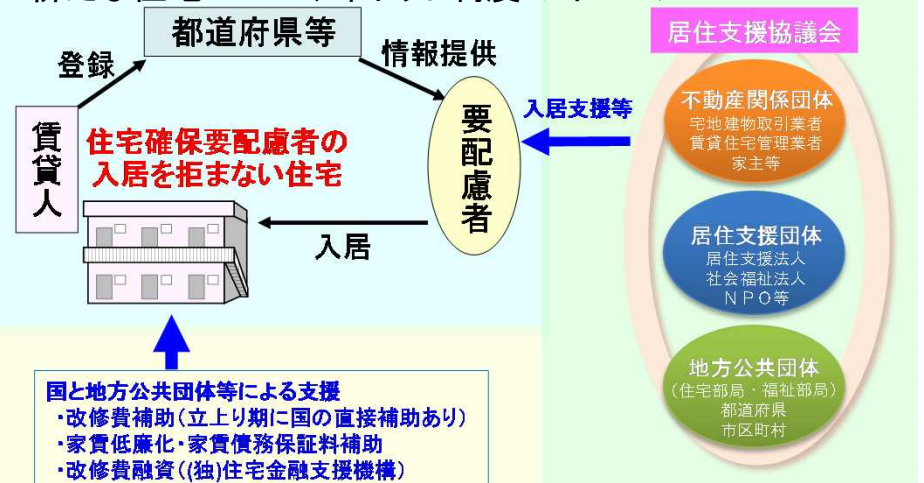 都道府県等
登録
情報提供
賃貸人
住宅確保要配慮者の
入居を拒まない住宅
要配慮者
入居
入居支援等
居住支援協議会
不動産関係団体
宅地建物取引業者
賃貸住宅管理業者
家主等
居住支援団体
居住支援法人
社会福祉法人
NPO等
地方公共団体
(住宅部局・福祉部局)
都道府県
市区町村
国と地方公共団体等による支援
・改修費補助(立上り期に国の直接補助あり)
・家賃低廉化・家賃債務保証料補助
・改修費融資((独)住宅金融支援機構)